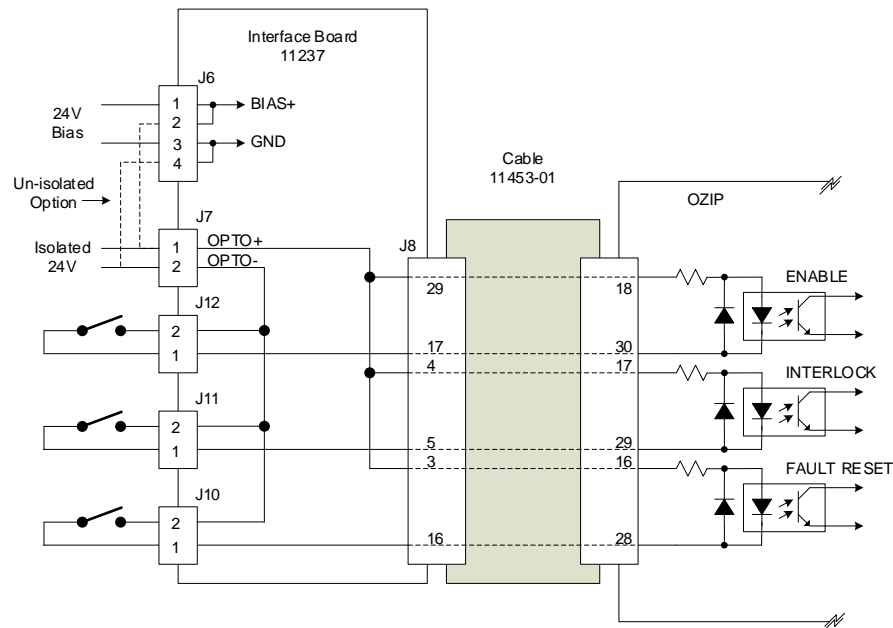 Interface Board
11237
J6
1
2
3
4
24V
Bias
BIAS+
GND
Un-isolated
Option
Cable
11453-01
OZIP
J7
1
2
OPTO+
OPTO-
Isolated
24V
J8
J12
2
1
29
18
ENABLE
17
30
4
17
INTERLOCK
J11
2
1
5
29
3
16
FAULT RESET
J10
2
1
16
28